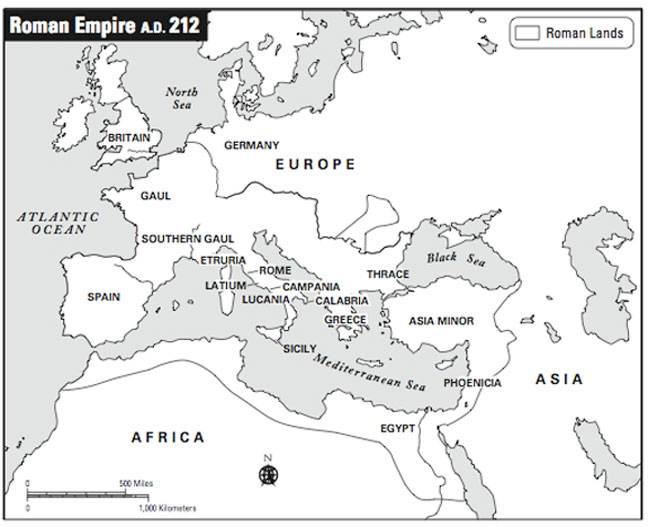 Roman Empire A.D. 212
Roman Lands
North
Sea
BRITAIN
GERMANY
EUROPE
GAUL
ATLANTIC
OCEAN
SOUTHERN GAUL
ETRURIA
ROME
Black Sea
THRACE
LATIUM
CAMPANIA
SPAIN
LUCANIA
CALABRIA
GREECE
ASIA MINOR
SICILY
Mediterranean Sea
PHOENICIA
ASIA
EGYPT
AFRICA
N
0
500 Miles
0
1,000 Kilometers